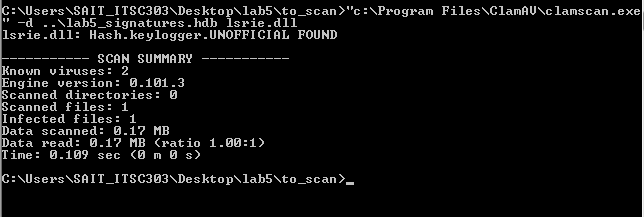 C:\Users\SAIT_ITSC303\Desktop\lab5\to_scan>"c:\Program Files\ClamAV\clamscan.exe
" -d ..\lab5_signatures.hdb lsrie.dll
lsrie.dll: Hash.keylogger.UNOFFICIAL FOUND
----------- SCAN SUMMARY -----------
Known viruses: 2
Engine version: 0.101.3
Scanned directories: 0
Scanned files: 1
Infected files: 1
Data scanned: 0.17 MB
Data read: 0.17 MB (ratio 1.00:1)
Time: 0.109 sec (0 m 0 s)
C:\Users\SAIT_ITSC303\Desktop\lab5\to_scan>_